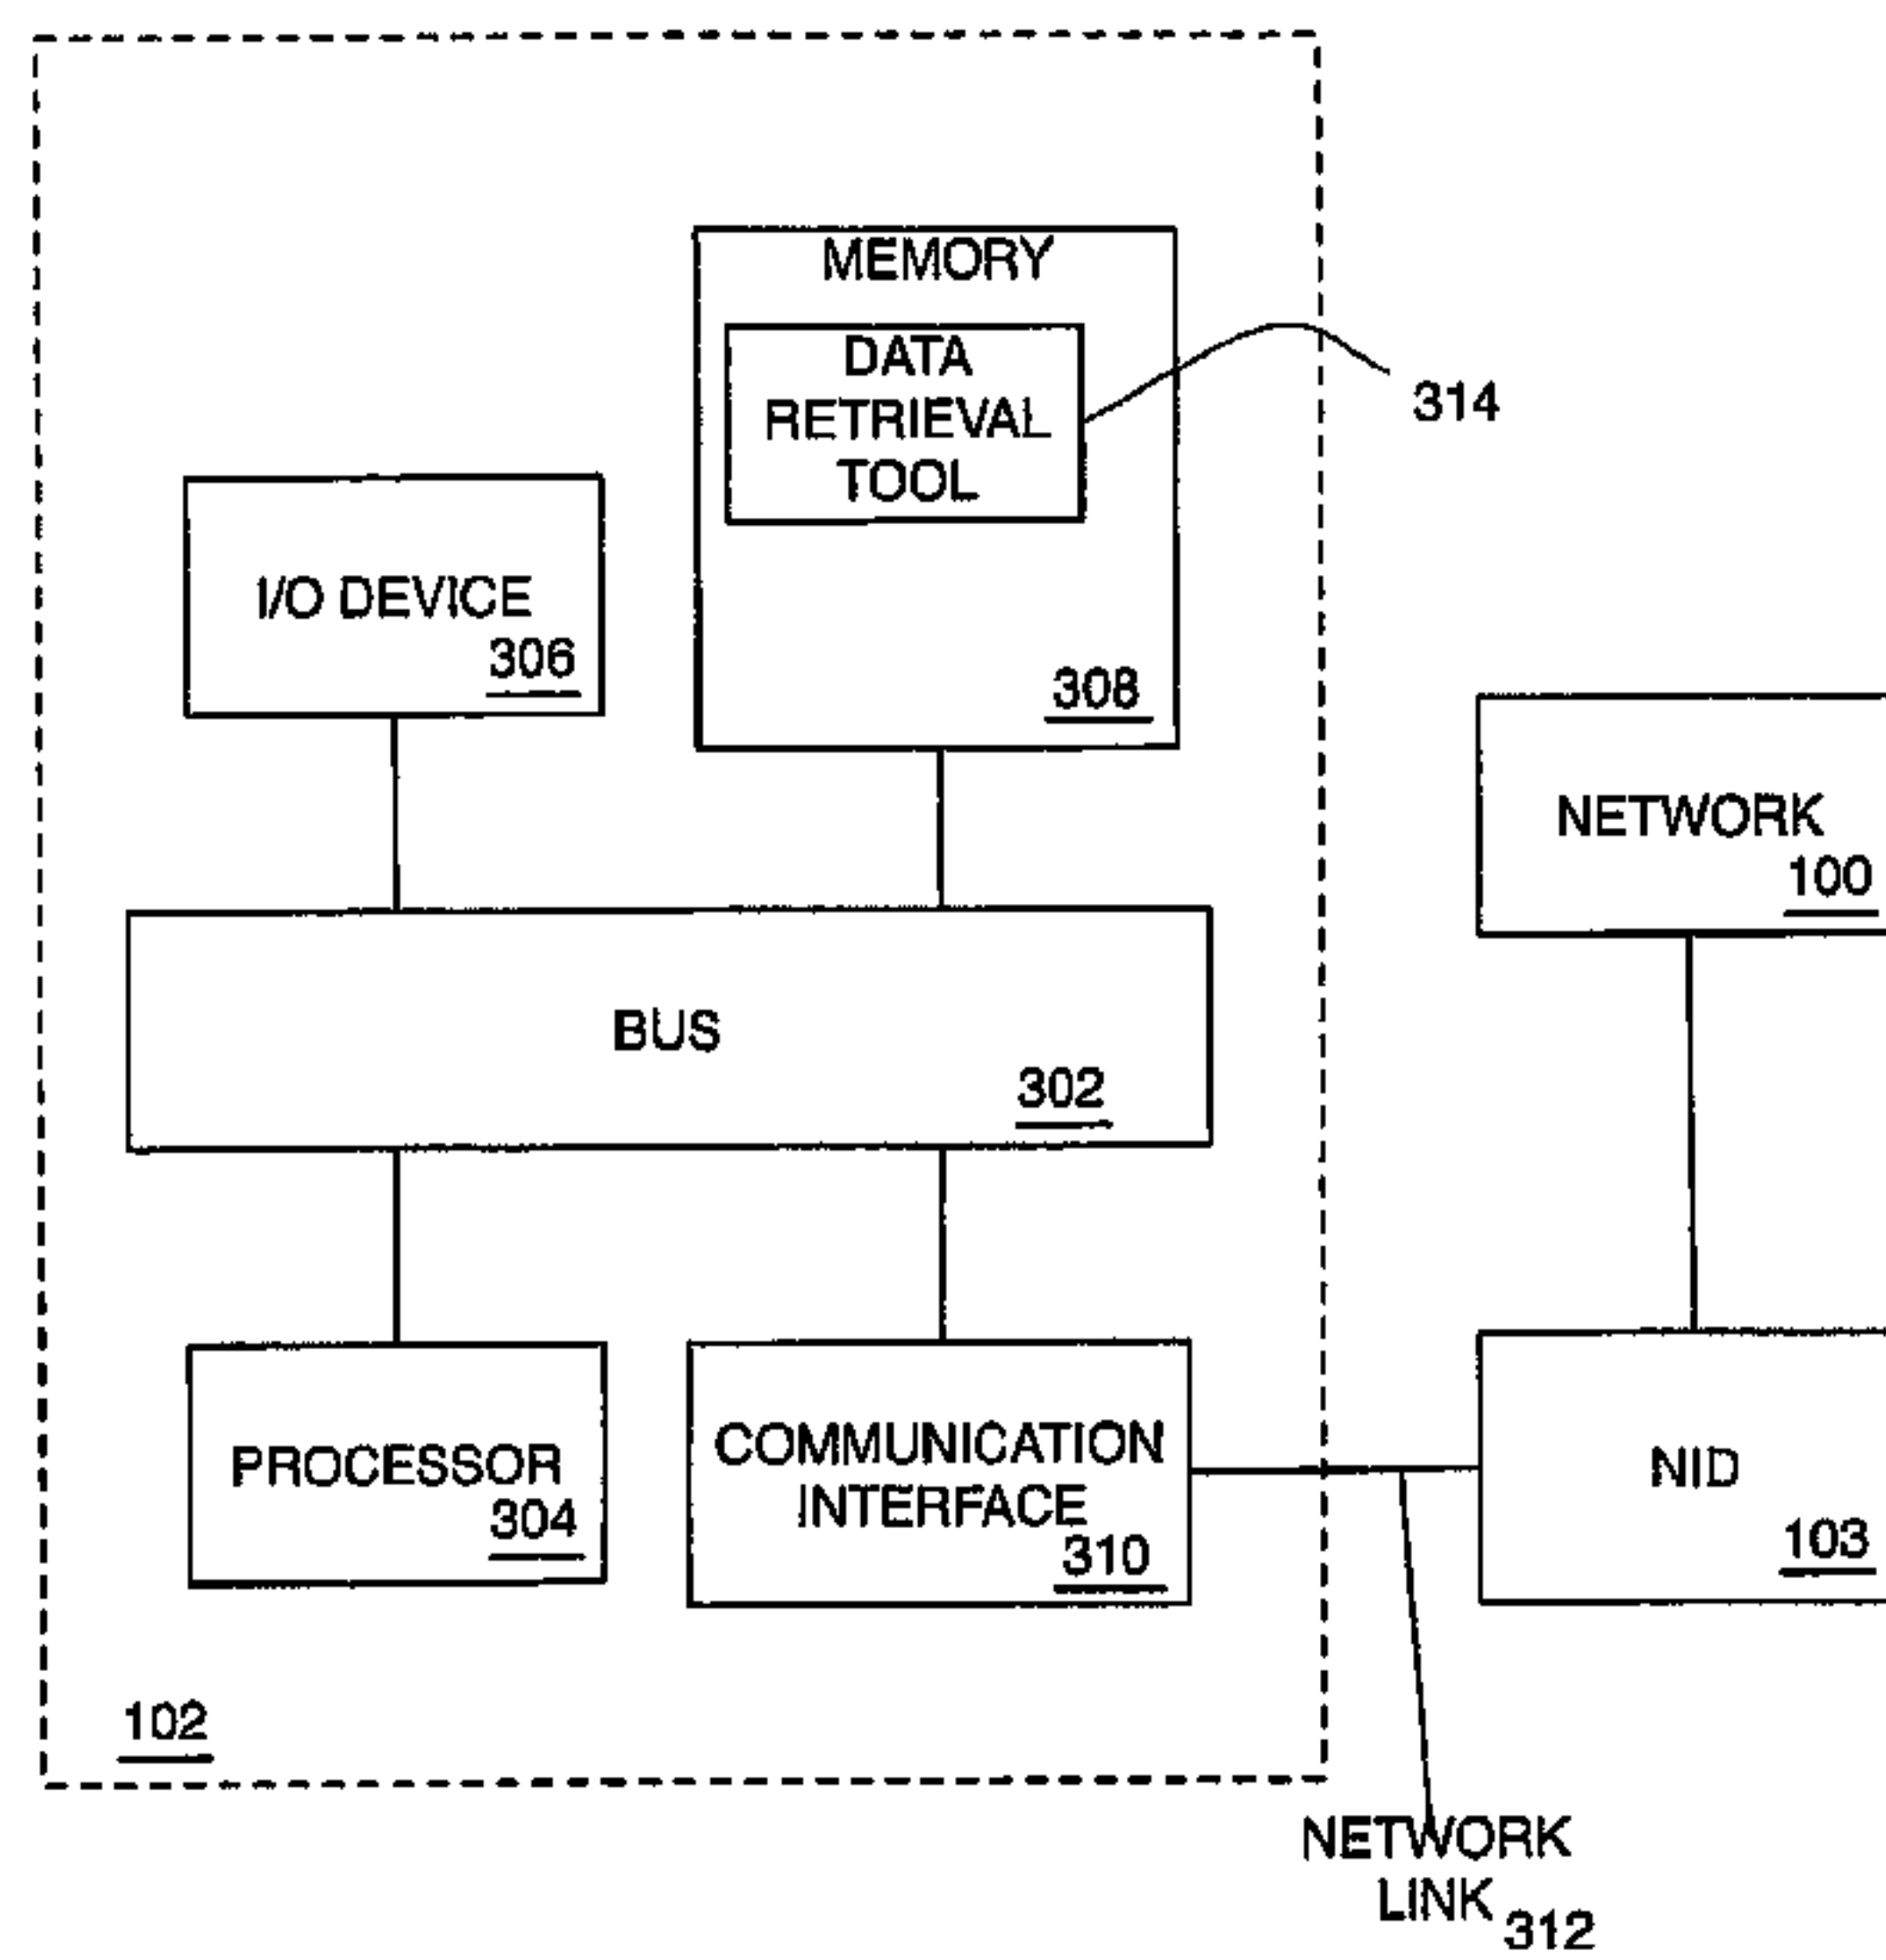 MEMORY
DATA
RETRIEVAL
TOOL
314
I/O DEVICE
306
308
NETWORK
100
BUS
302
PROCESSOR
304
COMMUNICATION
INTERFACE
310
NID
103
102
NETWORK
LINK 312